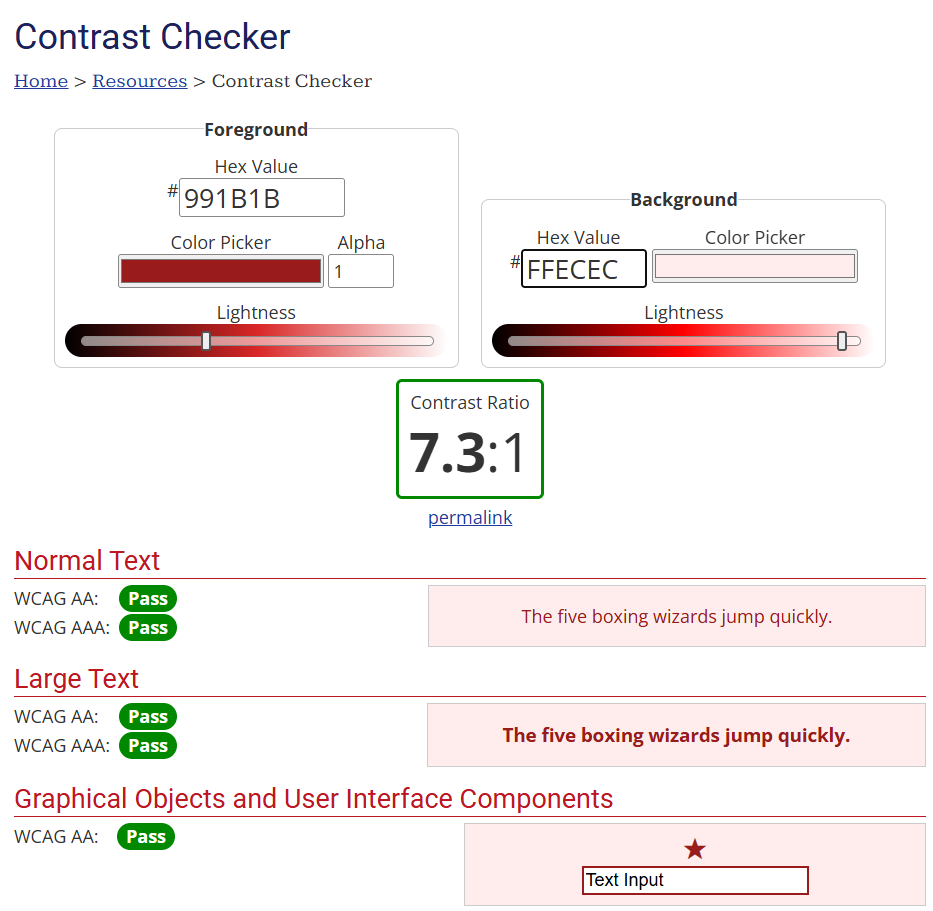 Contrast Checker
Home > Resources > Contrast Checker
Foreground
Hex Value
# 991B1B
Color Picker Alpha
1
Lightness
Background
Hex Value Color Picker
# FFECEC
Lightness
Contrast Ratio
7.3:1
permalink
Normal Text
WCAG AA: Pass
WCAG AAA: Pass
The five boxing wizards jump quickly.
Large Text
WCAG AA: Pass
WCAG AAA: Pass
The five boxing wizards jump quickly.
Graphical Objects and User Interface Components
WCAG AA: Pass
Text Input